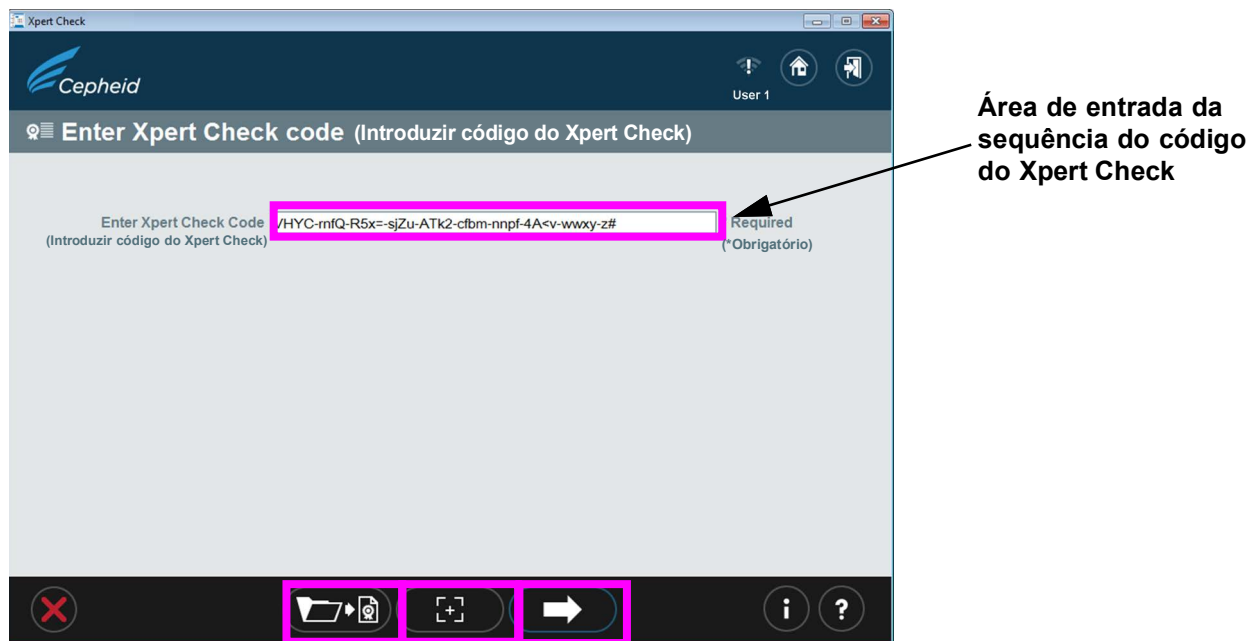 Xpert Check
Cepheid
User 1
Enter Xpert Check code (Introduzir código do Xpert Check)
Área de entrada da
sequência do código
do Xpert Check
Enter Xpert Check Code
(Introduzir código do Xpert Check)
/HYC-rnfQ-R5x=-sjZu-ATk2-cfbm-nnpf-4A<v-wwxy-z#
Required
(*Obrigatório)
i
?